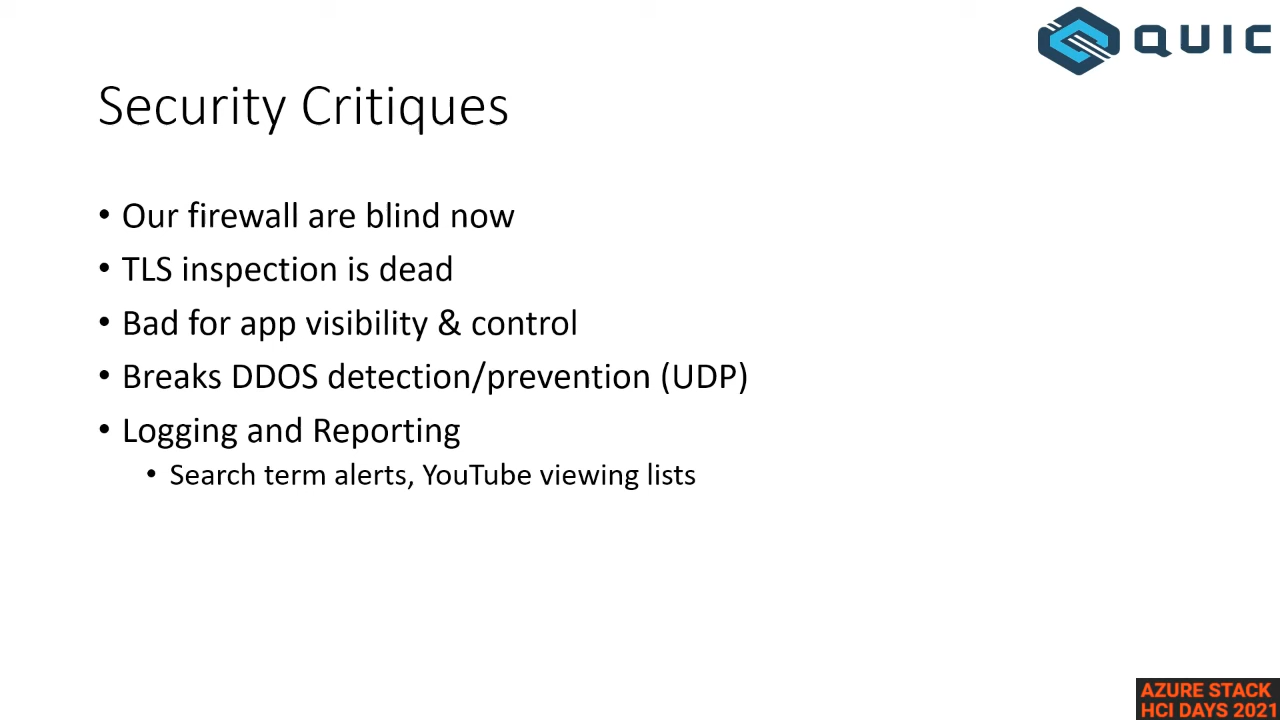 QUIC
Security Critiques
• Our firewall are blind now
• TLS inspection is dead
• Bad for app visibility & control
• Breaks DDOS detection/prevention (UDP)
• Logging and Reporting
• Search term alerts, YouTube viewing lists
AZURE STACK
HCI DAYS 2021